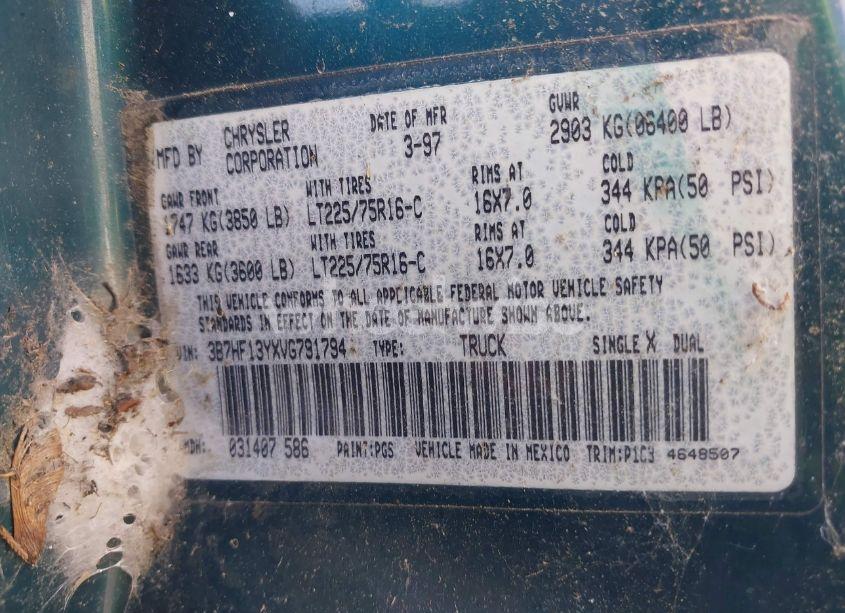 MFD BY CHRYSLER CORPORATION DATE OF MFR 3-97 GVWR 2903 KG(06400 LB)
GAWR FRONT WITH TIRES RIMS AT COLD
1747 KG(3850 LB) LT225/75R16-C 16X7.0 344 KPA(50 PSI)
GAWR REAR WITH TIRES RIMS AT COLD
1633 KG(3600 LB) LT225/75R16-C 16X7.0 344 KPA(50 PSI)
THIS VEHICLE CONFORMS TO ALL APPLICABLE FEDERAL MOTOR VEHICLE SAFETY
STANDARDS IN EFFECT ON THE DATE OF MANUFACTURE SHOWN ABOVE.
VIN: 3B7HF13YXVG791794 TYPE: TRUCK SINGLE X DUAL
MDH: 031407 586 PAINT:PGS VEHICLE MADE IN MEXICO TRIM:P1C3 4648507